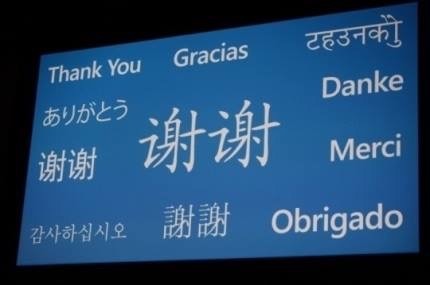 Thank You
Gracias
Danke
ありがとう
谢谢
谢谢
Merci
감사하십시오
謝謝
Obrigado